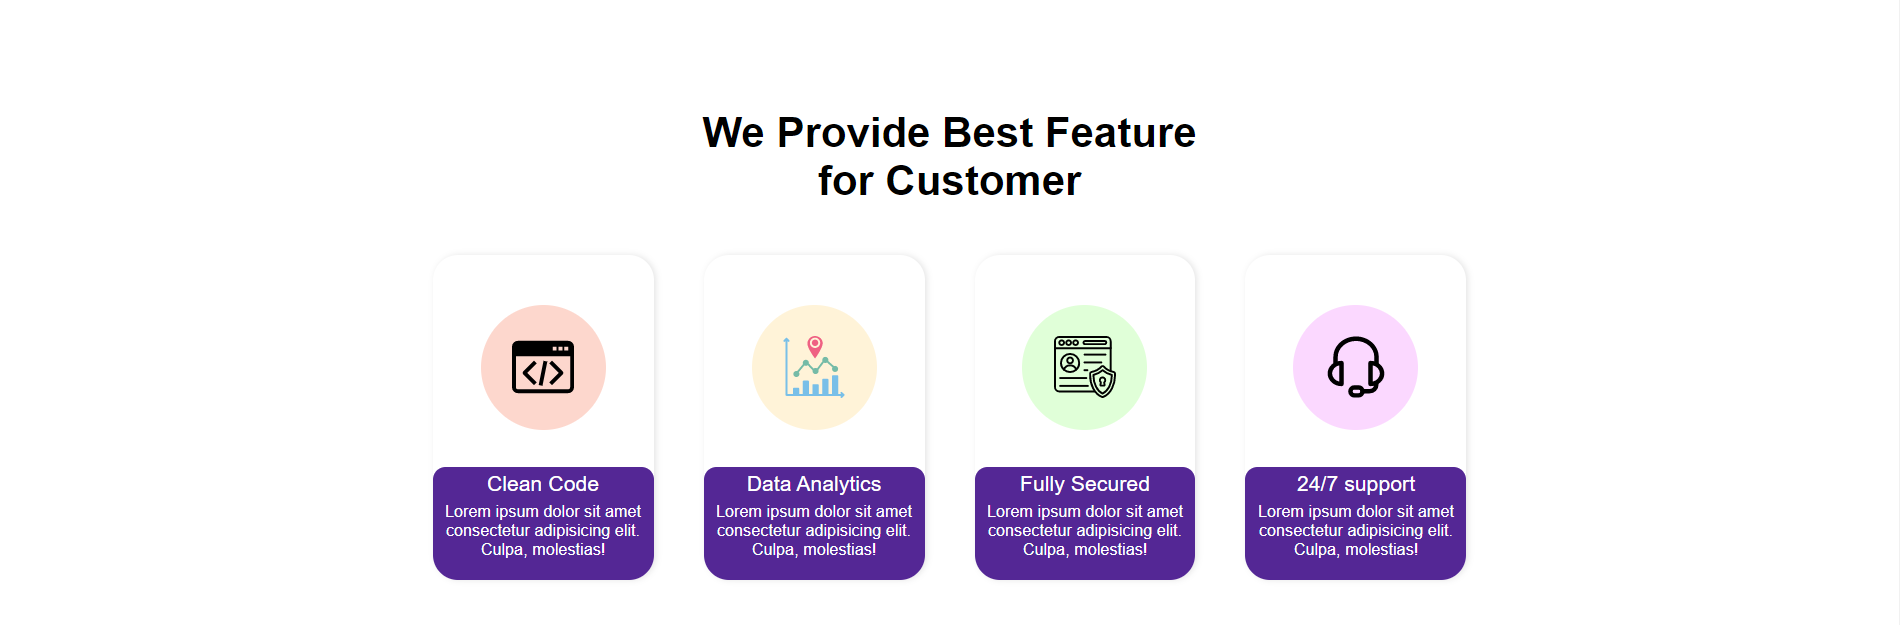 We Provide Best Feature
for Customer
Clean Code
Lorem ipsum dolor sit amet
consectetur adipisicing elit.
Culpa, molestias!
Data Analytics
Lorem ipsum dolor sit amet
consectetur adipisicing elit.
Culpa, molestias!
Fully Secured
Lorem ipsum dolor sit amet
consectetur adipisicing elit.
Culpa, molestias!
24/7 support
Lorem ipsum dolor sit amet
consectetur adipisicing elit.
Culpa, molestias!